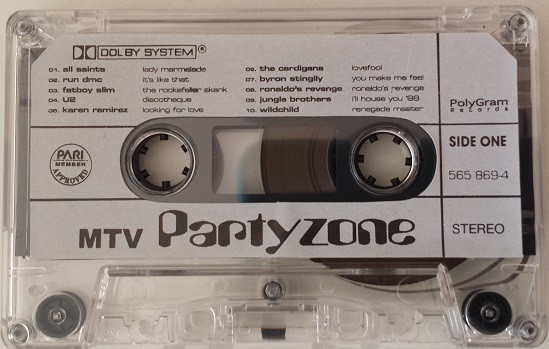 DOLBY SYSTEM®
01. all saints lady marmelade
02. run dmc it's like that
03. fatboy slim the rockefeller skank
04. U2 discotheque
05. karen ramirez looking for love
06. the cardigans lovefool
07. byron stinglly you make me feel
08. ronaldo's revenge ronaldo's revenge
09. jungle brothers i'll house you '98
10. wildchild renegade master
PolyGram
Records
PARI
MEMBER
APPROVED
SIDE ONE
565 869-4
MTV Partyzone
STEREO